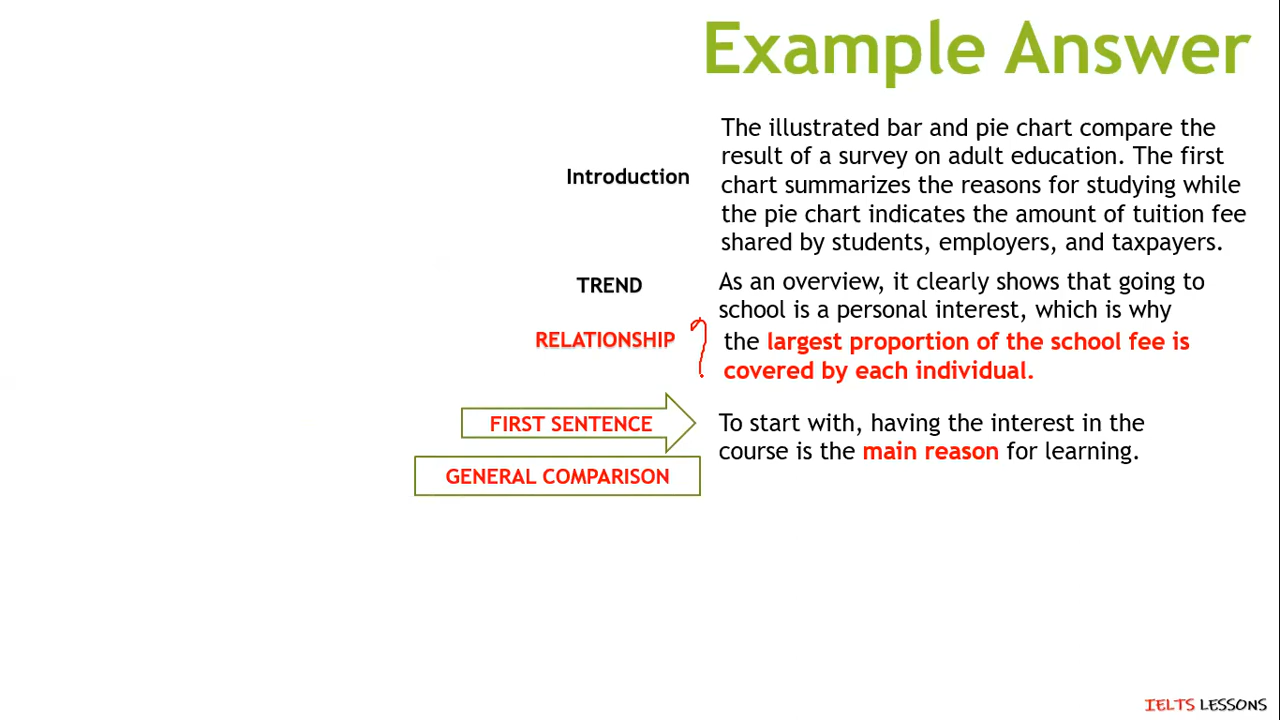 Example Answer
Introduction
The illustrated bar and pie chart compare the
result of a survey on adult education. The first
chart summarizes the reasons for studying while
the pie chart indicates the amount of tuition fee
shared by students, employers, and taxpayers.
TREND
As an overview, it clearly shows that going to
school is a personal interest, which is why
RELATIONSHIP
the largest proportion of the school fee is
covered by each individual.
FIRST SENTENCE
To start with, having the interest in the
course is the main reason for learning.
GENERAL COMPARISON
IELTS LESSONS